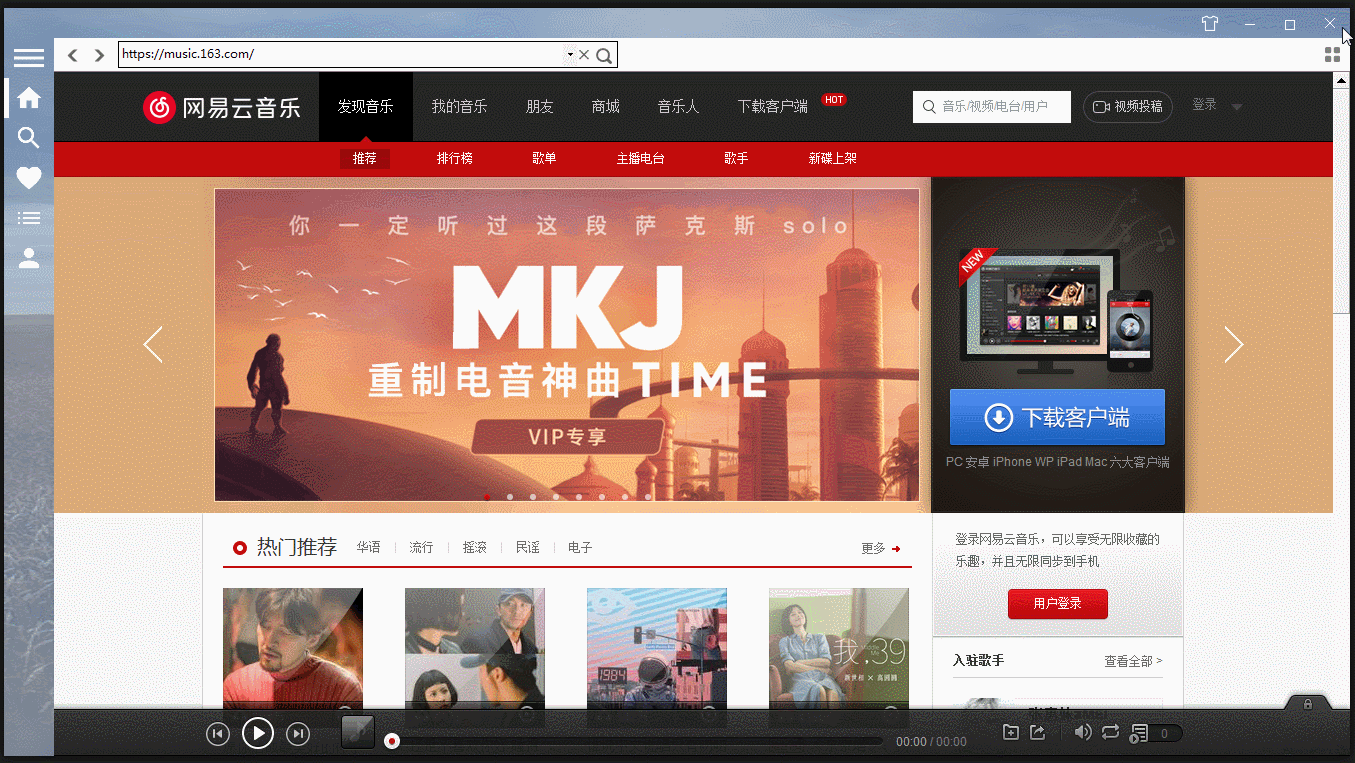 https://music.163.com/
网易云音乐
发现音乐
我的音乐
朋友
商城
音乐人
下载客户端
HOT
音乐/视频/电台/用户
视频投稿
登录
推荐
排行榜
歌单
主播电台
歌手
新碟上架
你一定听过这段萨克斯solo
MKJ
重制电音神曲TIME
VIP专享
NEW
下载客户端
PC 安卓 iPhone WP iPad Mac 六大客户端
热门推荐
华语
流行
摇滚
民谣
电子
更多
登录网易云音乐，可以享受无限收藏的
乐趣，并且无限同步到手机
用户登录
入驻歌手
查看全部 >
1984
我,39
00:00 / 00:00
0